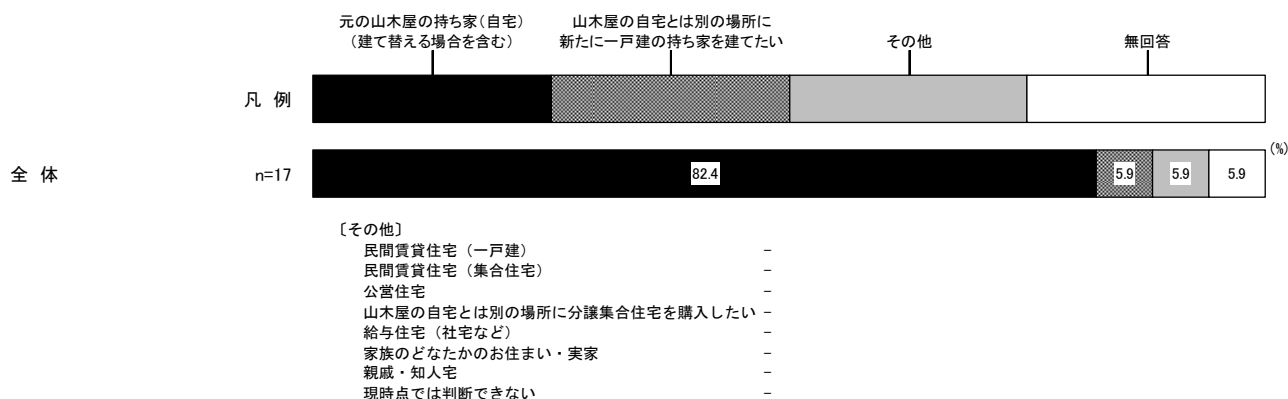 元の山木屋の持ち家(自宅) 山木屋の自宅とは別の場所に
(建て替える場合を含む) 新たに一戸建の持ち家を建てたい その他 無回答
凡 例
(%)
全 体 n=17 82.4 5.9 5.9 5.9
〔その他〕
民間賃貸住宅(一戸建) -
民間賃貸住宅(集合住宅) -
公営住宅 -
山木屋の自宅とは別の場所に分譲集合住宅を購入したい -
給与住宅(社宅など) -
家族のどなたかのお住まい・実家 -
親戚・知人宅 -
現時点では判断できない -